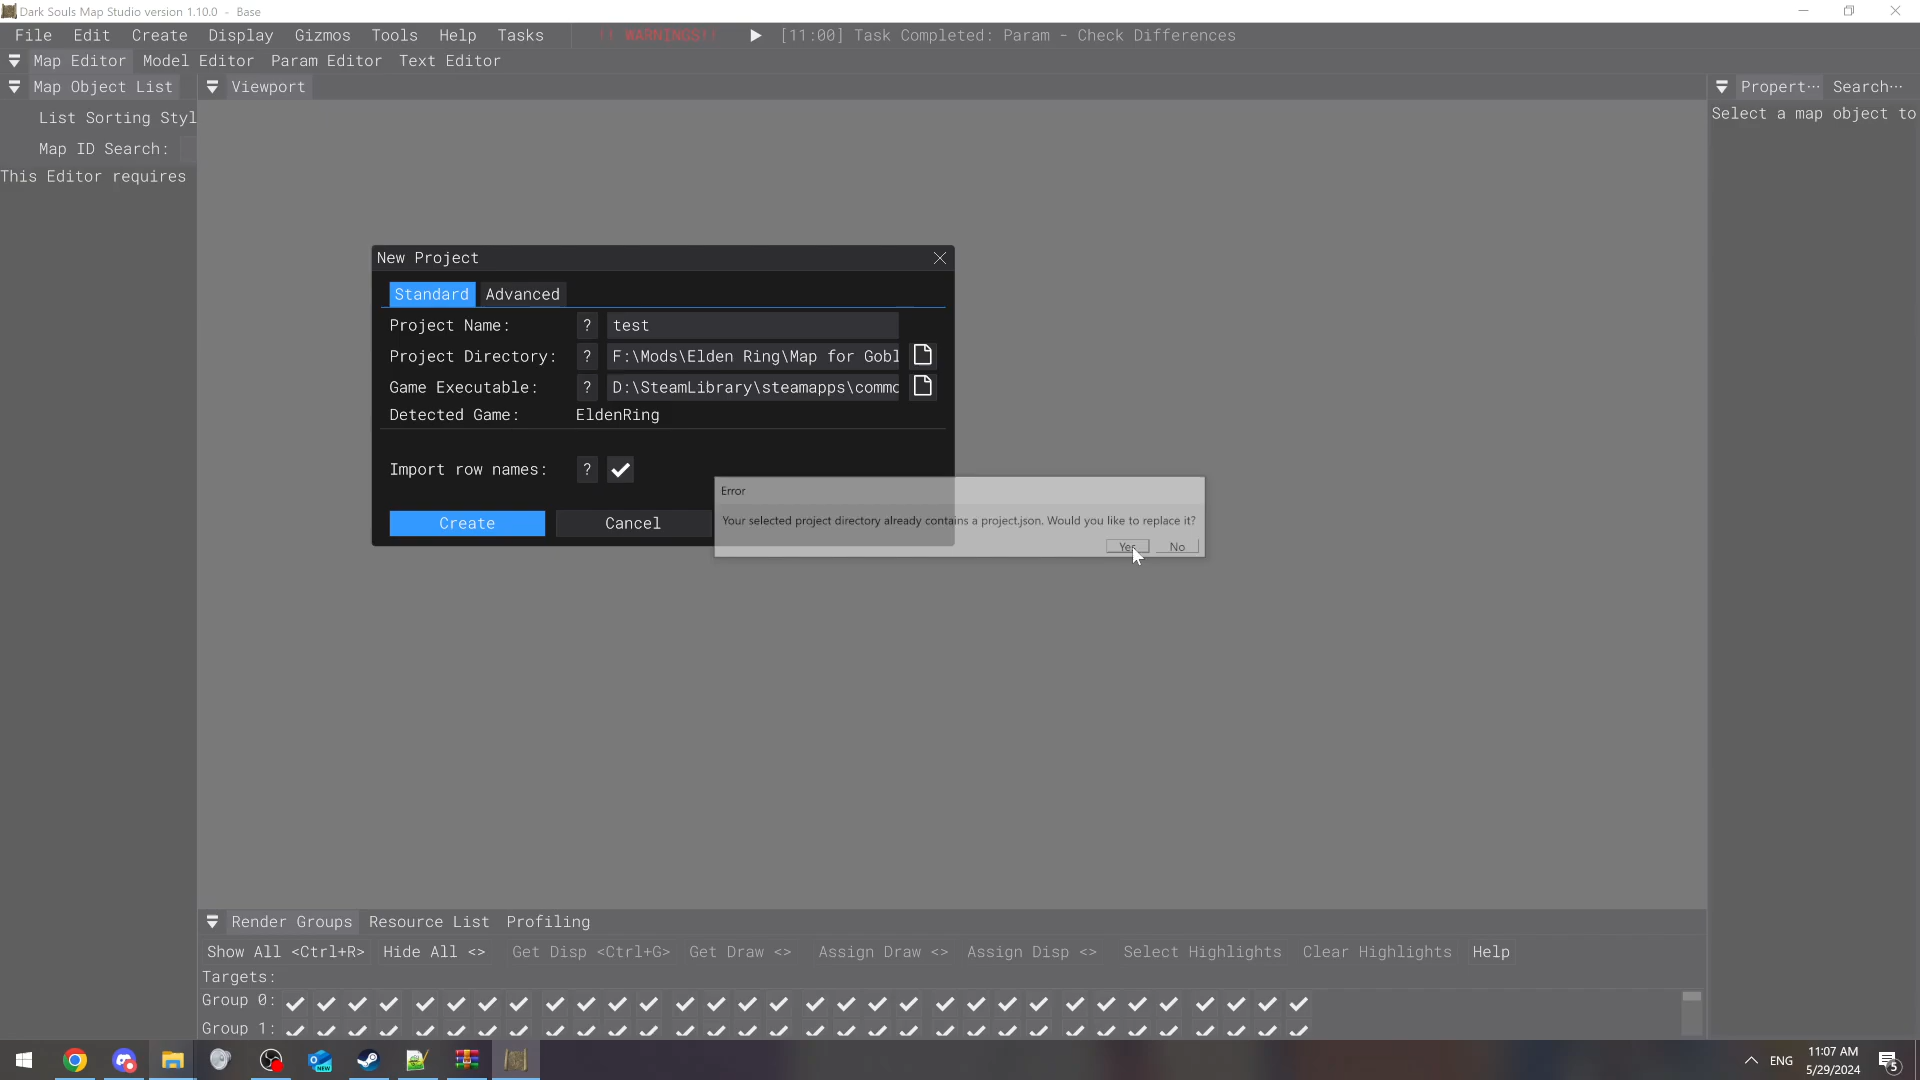 Dark Souls Map Studio version 1.10.0 - Base
File Edit Create Display Gizmos Tools Help Tasks !! WARNINGS!! [11:00] Task Completed: Param - Check Differences
Map Editor Model Editor Param Editor Text Editor
Map Object List Viewport Propert··· Search···
List Sorting Styl
Select a map object to
Map ID Search:
This Editor requires
New Project
Standard Advanced
Project Name: ? test
Project Directory: ? F:\Mods\Elden Ring\Map for Gobl
Game Executable: ? D:\SteamLibrary\steamapps\commo
Detected Game: EldenRing
Import row names: ?
Create Cancel
Error
Your selected project directory already contains a project.json. Would you like to replace it?
Yes No
Render Groups Resource List Profiling
Show All <Ctrl+R> Hide All <> Get Disp <Ctrl+G> Get Draw <> Assign Draw <> Assign Disp <> Select Highlights Clear Highlights Help
Targets:
Group 0:
Group 1:
NEW
ENG
11:07 AM
5/29/2024
5